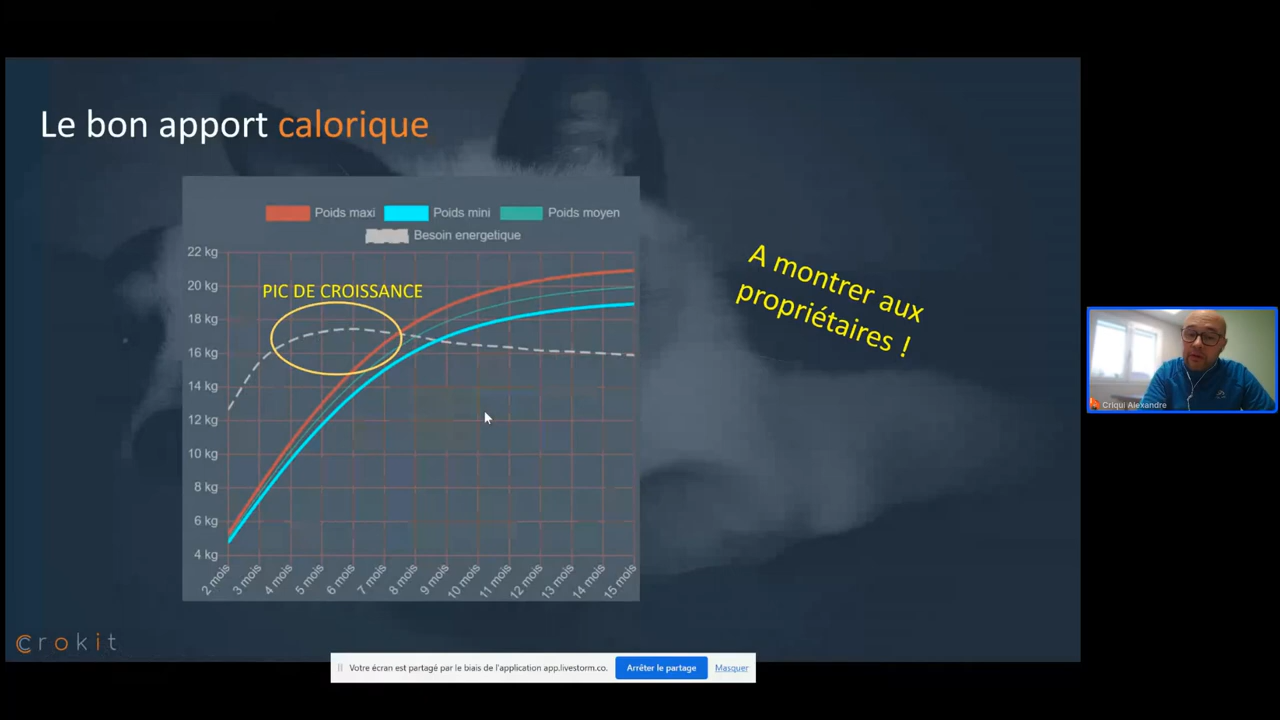 Le bon apport calorique
Poids maxi Poids mini Poids moyen
Besoin energetique
22 kg
20 kg
18 kg
16 kg
14 kg
12 kg
10 kg
8 kg
6 kg
4 kg
PIC DE CROISSANCE
2 mois
3 mois
4 mois
5 mois
6 mois
7 mois
8 mois
9 mois
10 mois
11 mois
12 mois
13 mois
14 mois
15 mois
A montrer aux
propriétaires !
Criqui Alexandre
crokit
Votre écran est partagé par le biais de l'application app.livestorm.co.
Arrêter le partage
Masquer